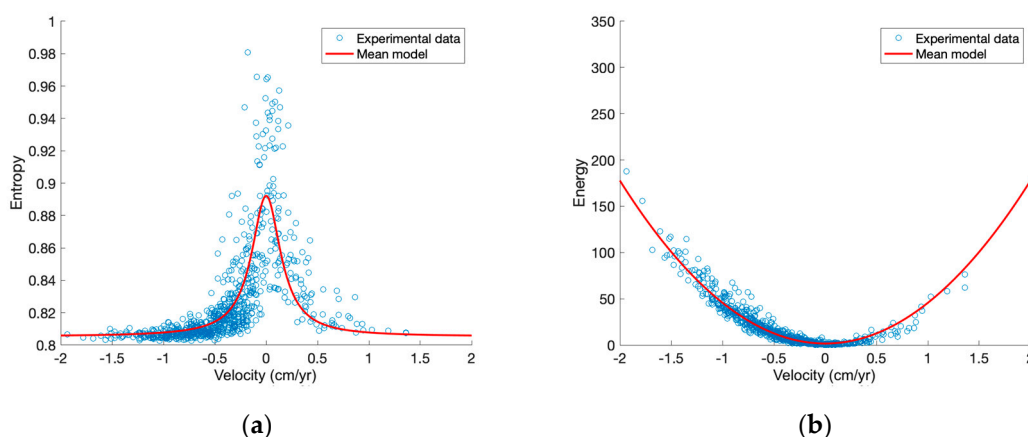 1
0.98
0.96
0.94
0.92
0.9
0.88
0.86
0.84
0.82
0.8
Entropy
Experimental data
Mean model
-2 -1.5 -1 -0.5 0 0.5 1 1.5 2
Velocity (cm/yr)
(a)
350
300
250
200
150
100
50
0
Energy
Experimental data
Mean model
-2 -1.5 -1 -0.5 0 0.5 1 1.5 2
Velocity (cm/yr)
(b)